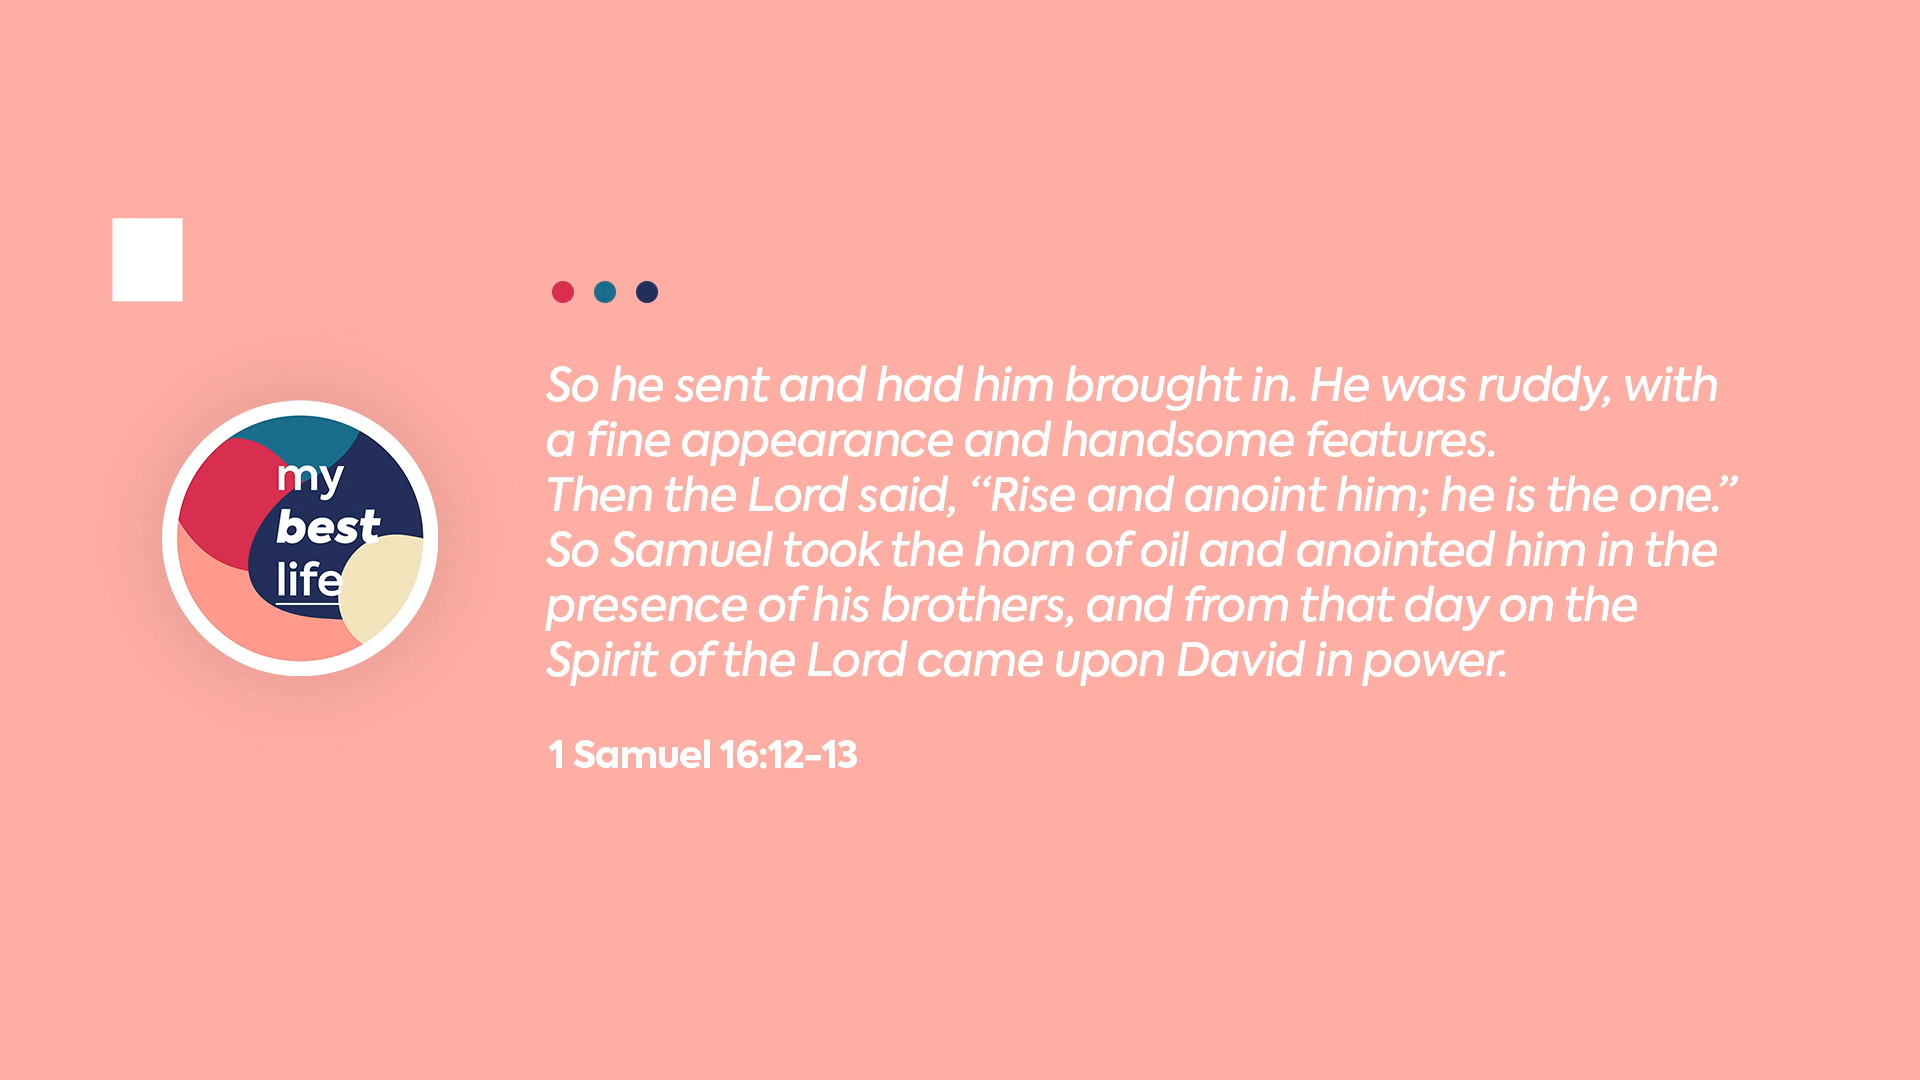 my
best
life
So he sent and had him brought in. He was ruddy, with
a fine appearance and handsome features.
Then the Lord said, “Rise and anoint him; he is the one.”
So Samuel took the horn of oil and anointed him in the
presence of his brothers, and from that day on the
Spirit of the Lord came upon David in power.
1 Samuel 16:12-13